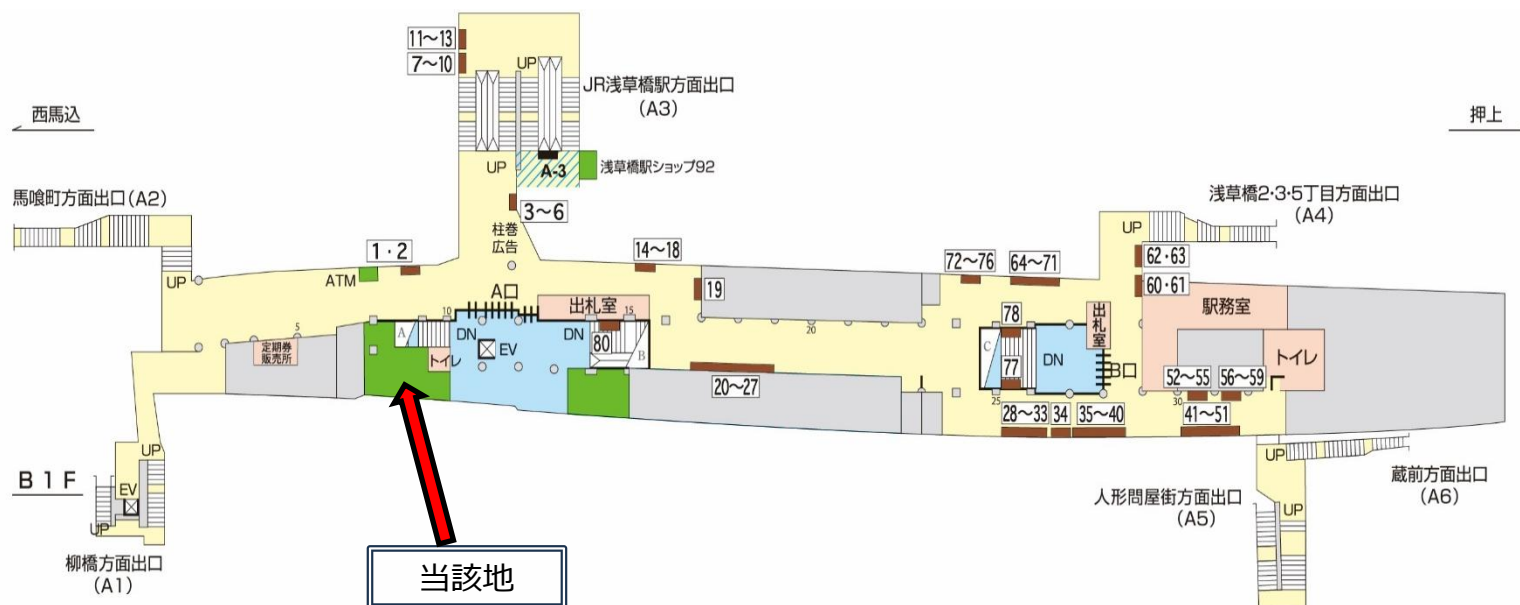 11～13
7～10
UP
JR浅草橋駅方面出口
(A3)
西馬込
押上
UP
A-3
浅草橋駅ショップ92
馬喰町方面出口(A2)
浅草橋2・3・5丁目方面出口
(A4)
3～6
柱巻
広告
UP
1・2
14～18
72～76
64～71
62・63
60・61
UP
ATM
A口
19
10
出札室
15
20
78
出札室
駅務室
5
定期券
販売所
A
DN
EV
DN
80
B
トイレ
C
DN
77
B口
トイレ
20～27
52～55
56～59
25
30
28～33
34
35～40
41～51
UP
B1F
EV
UP
柳橋方面出口
(A1)
当該地
UP
蔵前方面出口
(A6)
人形問屋街方面出口
(A5)
UP